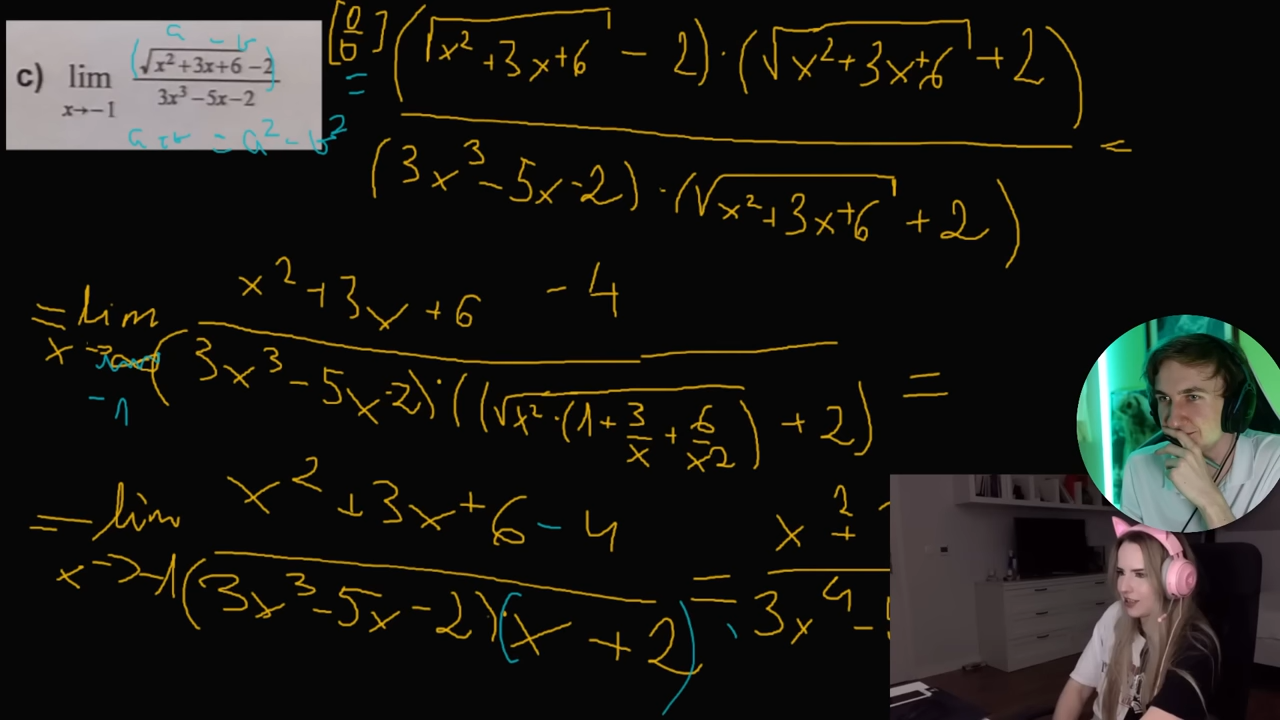 c) lim x→-1 (√x²+3x+6 -2) / 3x³-5x-2
a - b
a+b = a² - b²
[0/0] = (√x²+3x+6 - 2)·(√x²+3x+6 + 2) / (3x³-5x-2)·(√x²+3x+6 + 2) =
= lim x→-1 x²+3x+6 -4 / (3x³-5x-2)·((√x²·(1+3/x+6/x²) +2) =
= lim x→-1 x²+3x+6-4 / (3x³-5x-2)(x+2) = x²+ / 3x⁴-